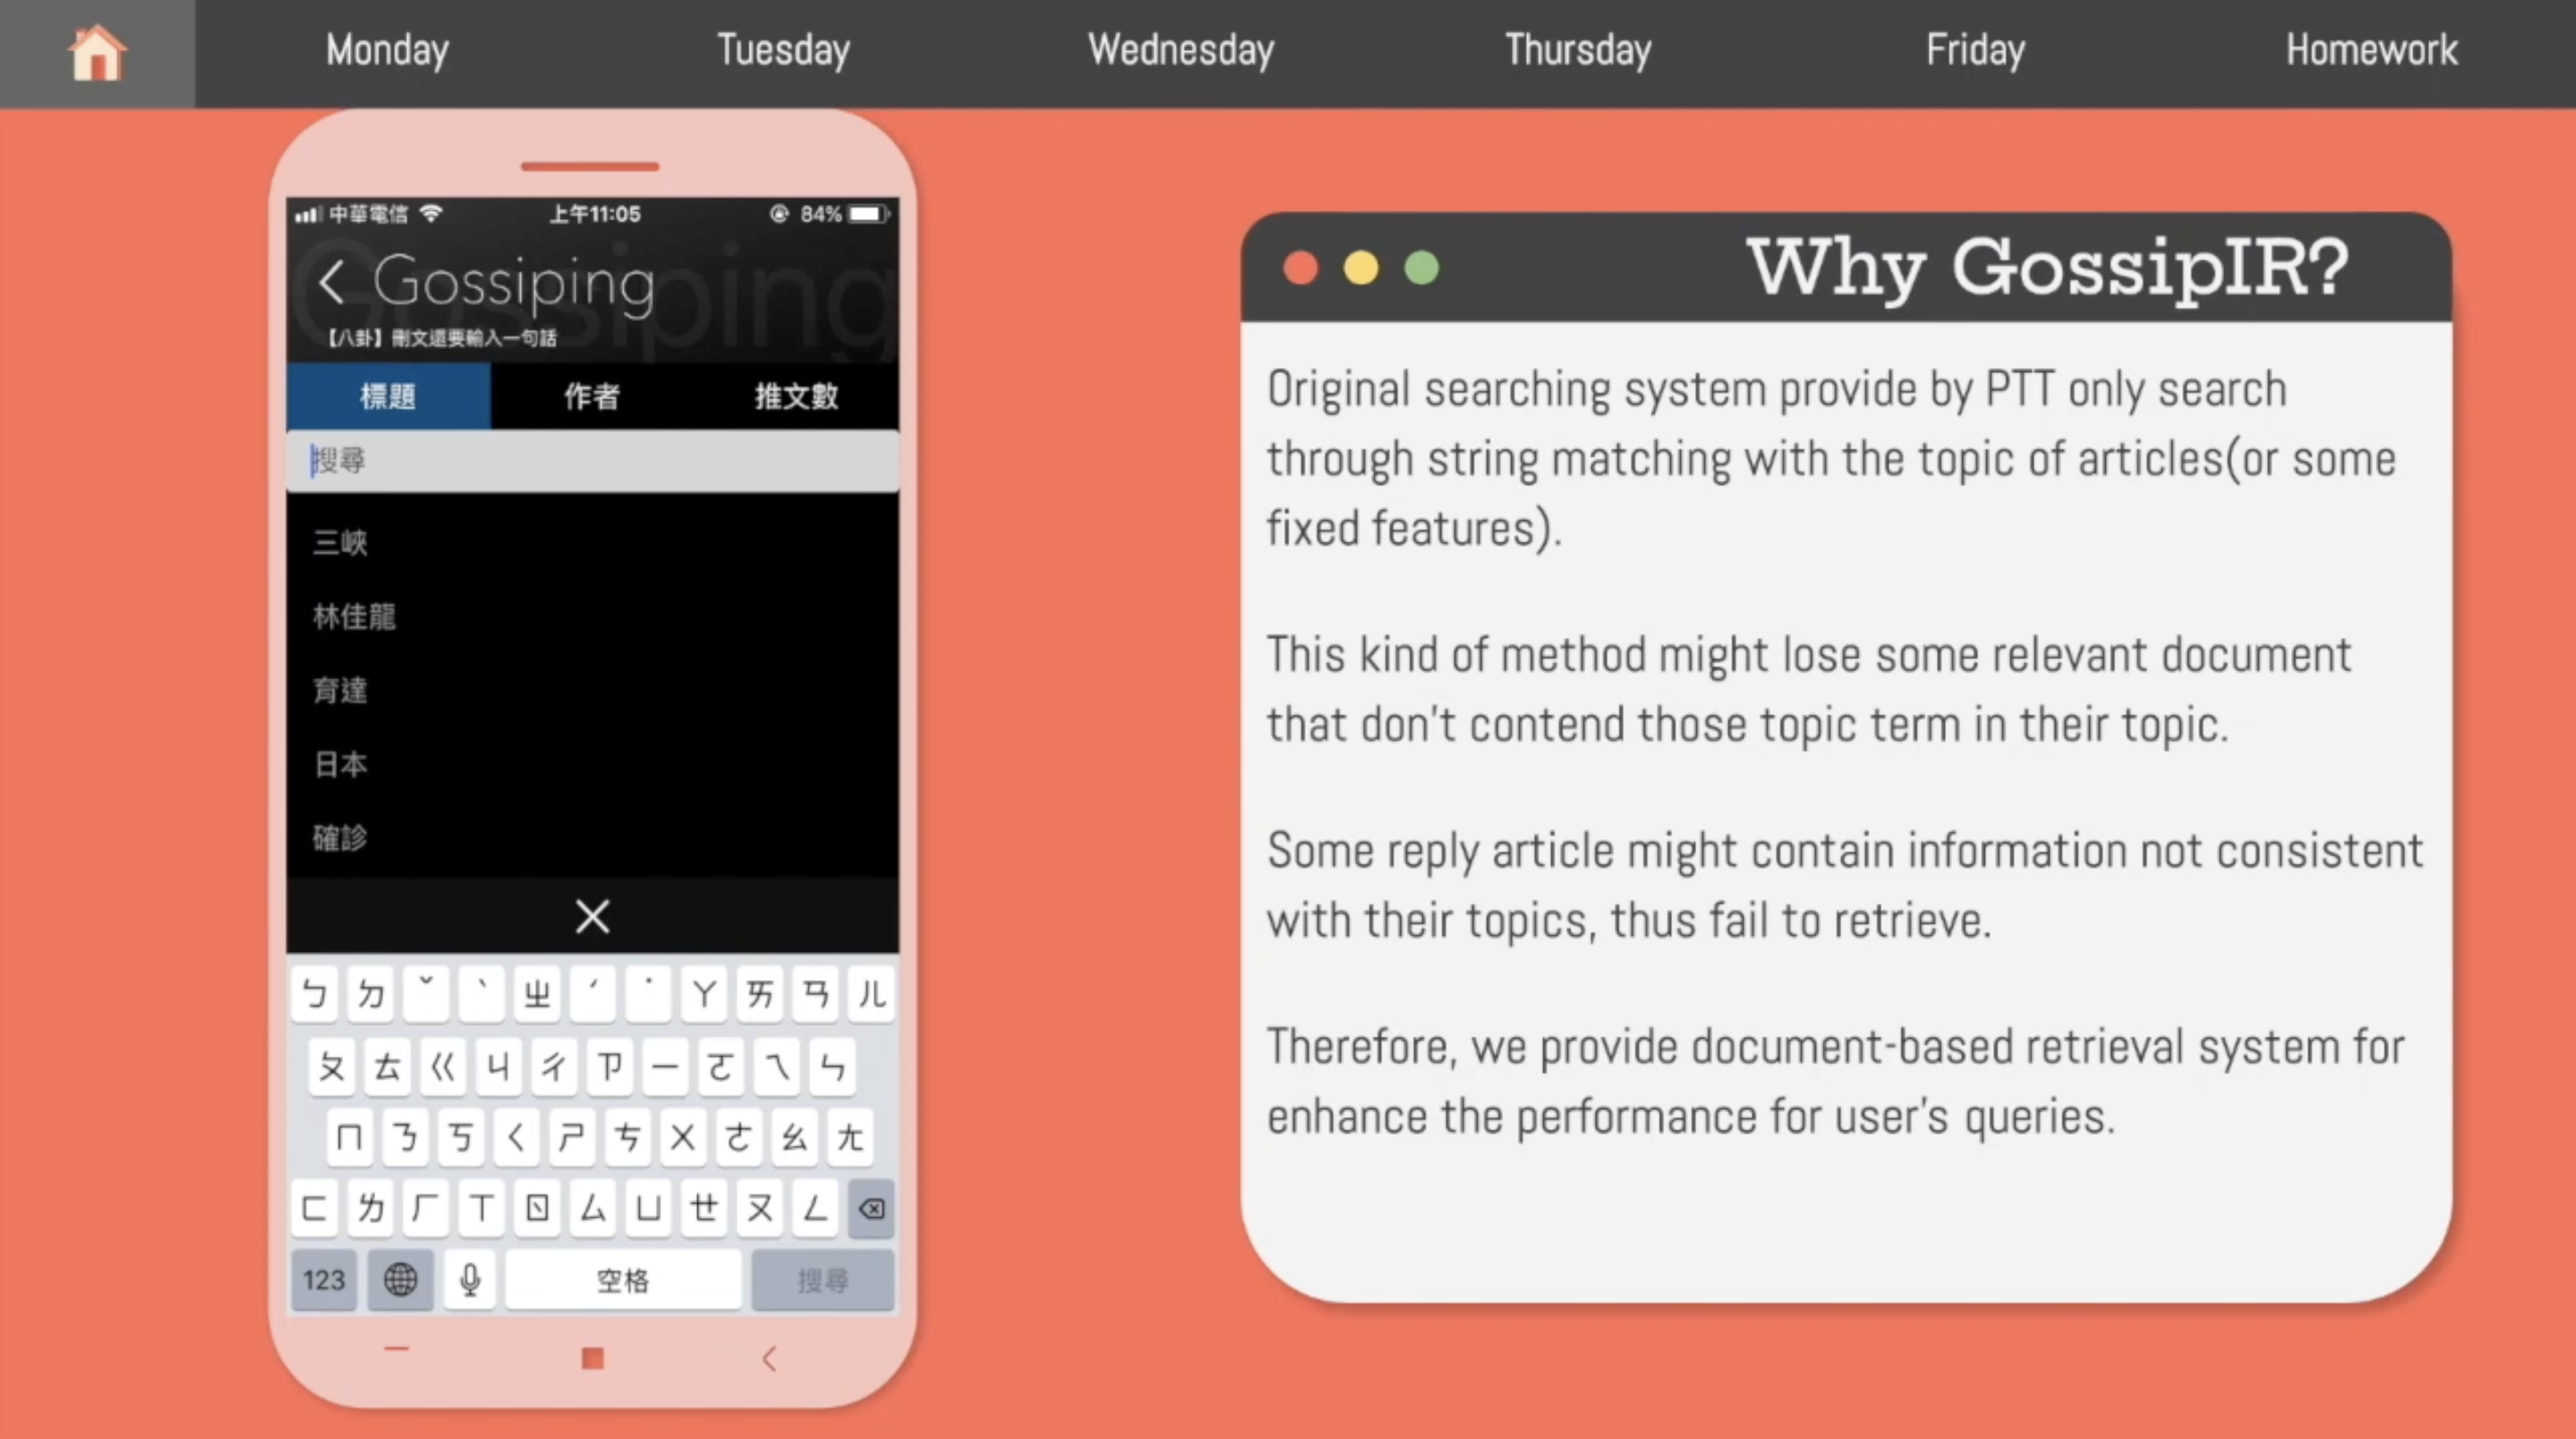 Monday Tuesday Wednesday Thursday Friday Homework
中華電信 上午11:05 84%
Gossiping
【八卦】刪文還要輸入一句話
標題 作者 推文數
搜尋
三峽
林佳龍
育達
日本
確診
ㄅ ㄉ ˇ ˋ ㄓ ˊ ˙ ㄚ ㄞ ㄢ ㄦ
ㄆ ㄊ ㄍ ㄐ ㄔ ㄗ ㄧ ㄛ ㄟ ㄣ
ㄇ ㄋ ㄎ ㄑ ㄕ ㄘ ㄨ ㄜ ㄠ ㄤ
ㄈ ㄌ ㄏ ㄒ ㄖ ㄙ ㄩ ㄝ ㄡ ㄥ
123 空格 搜尋
Why GossipIR?
Original searching system provide by PTT only search
through string matching with the topic of articles(or some
fixed features).
This kind of method might lose some relevant document
that don't contend those topic term in their topic.
Some reply article might contain information not consistent
with their topics, thus fail to retrieve.
Therefore, we provide document-based retrieval system for
enhance the performance for user's queries.